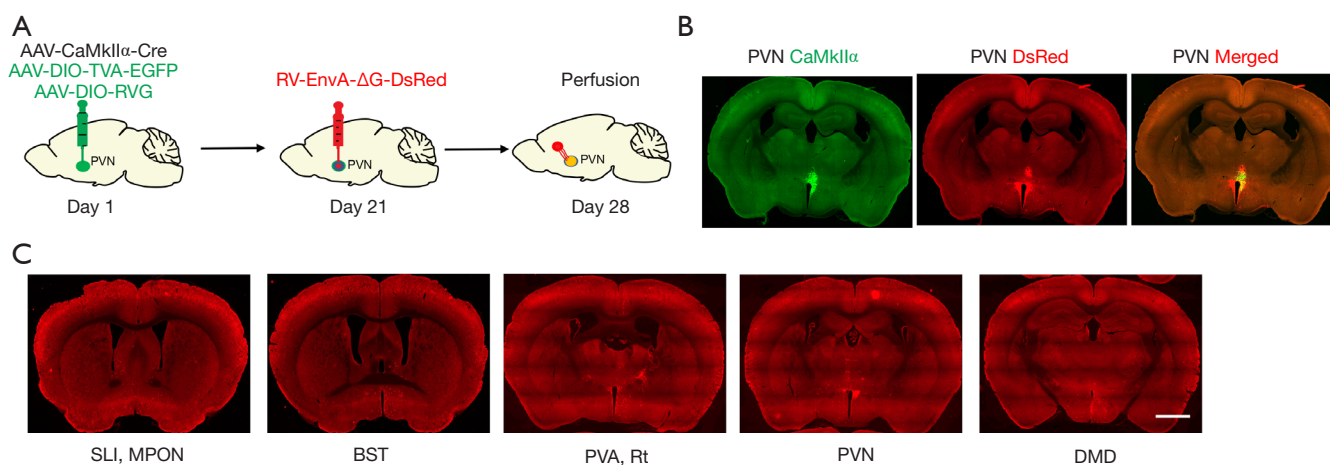 A
AAV-CaMkIIα-Cre
AAV-DIO-TVA-EGFP
AAV-DIO-RVG
PVN
Day 1
RV-EnvA-ΔG-DsRed
PVN
Day 21
Perfusion
PVN
Day 28
B
PVN CaMkIIα
PVN DsRed
PVN Merged
C
SLI, MPON
BST
PVA, Rt
PVN
DMD